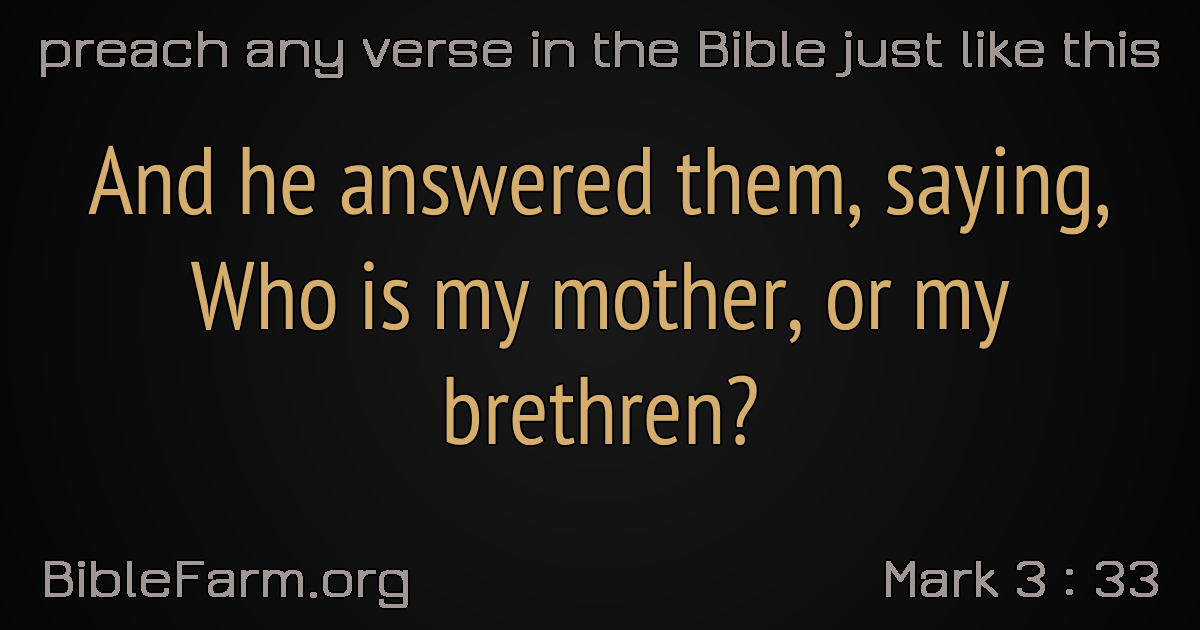 preach any verse in the Bible just like this
And he answered them, saying,
Who is my mother, or my
brethren?
BibleFarm.org
Mark 3 : 33